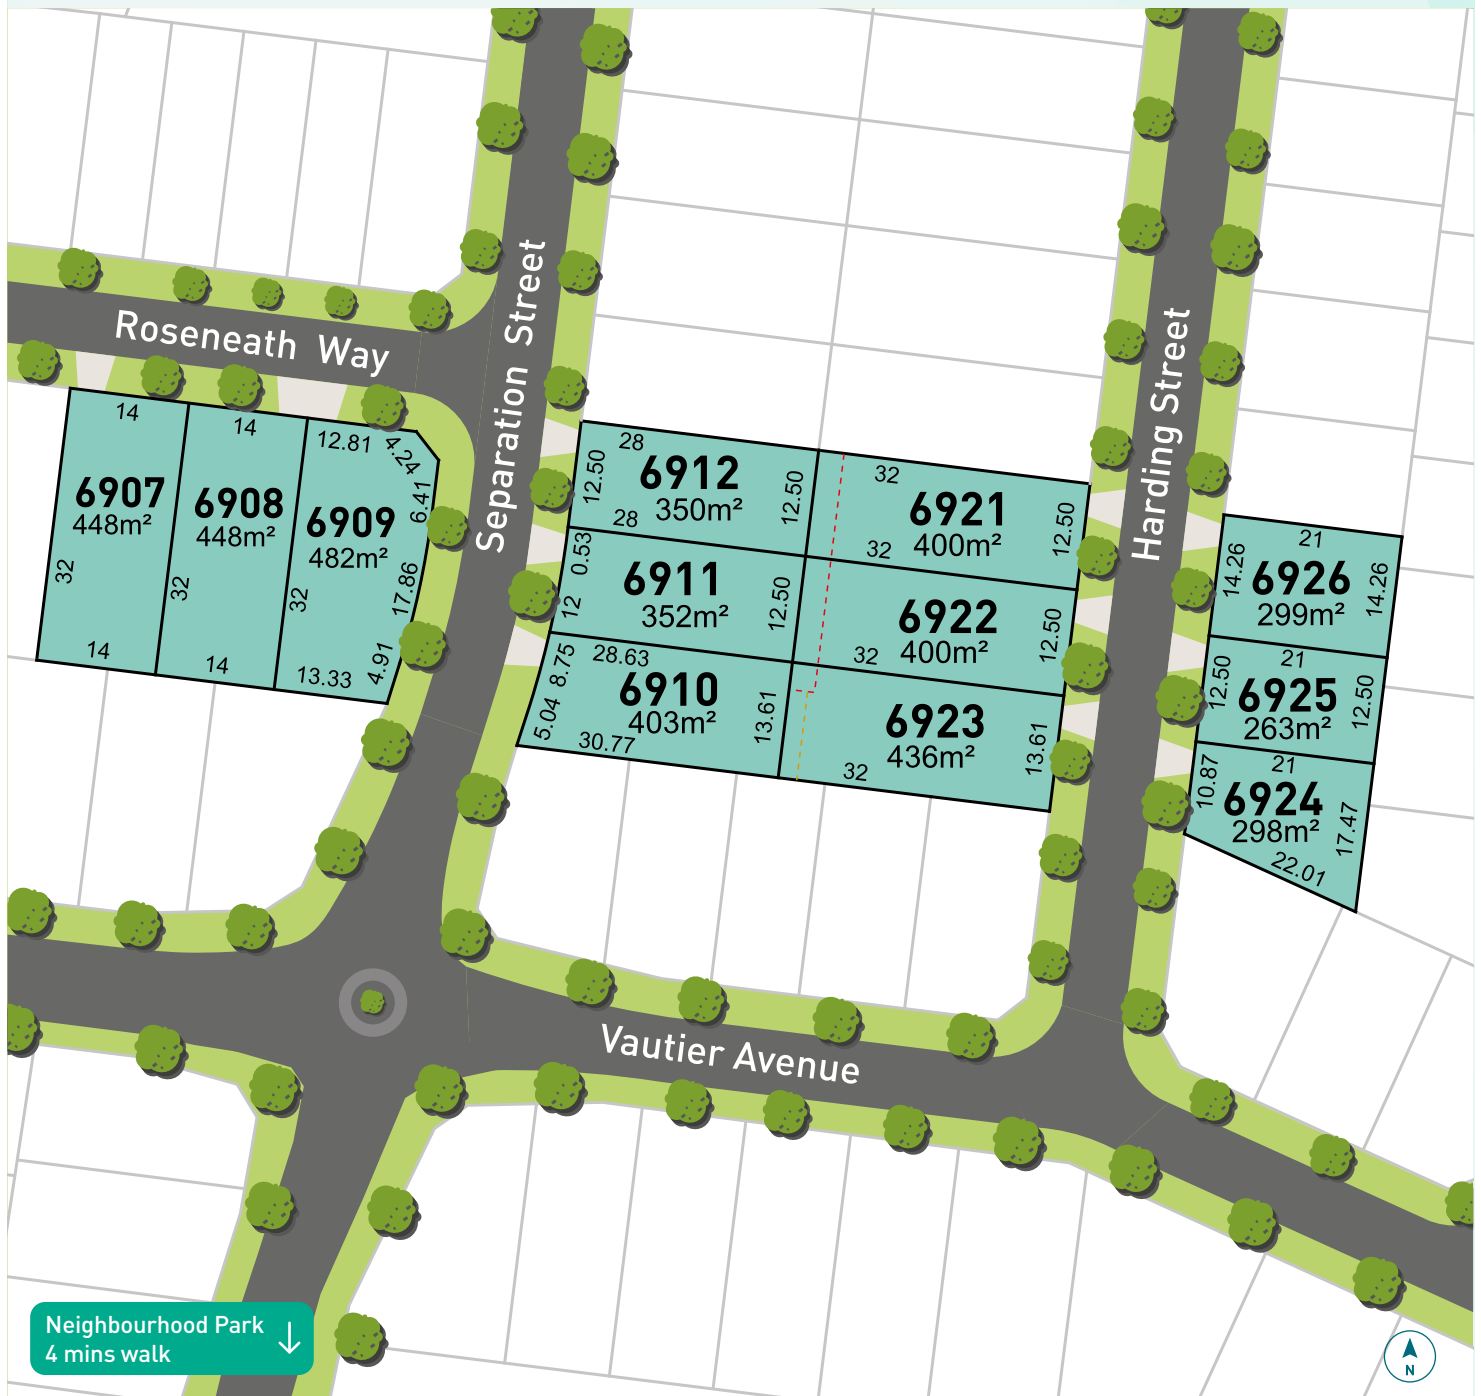 Roseneath Way
Separation Street
Harding Street
Vautier Avenue
14
6907
448m²
32
14
14
6908
448m²
32
14
12.81
4.24
6.41
6909
482m²
32
17.86
4.91
13.33
28
12.50
6912
350m²
12.50
28
0.53
12
6911
352m²
12.50
28.63
8.75
5.04
6910
403m²
13.61
30.77
32
6921
400m²
12.50
32
6922
400m²
12.50
32
6923
436m²
13.61
32
21
14.26
6926
299m²
14.26
21
12.50
6925
263m²
12.50
21
10.87
6924
298m²
17.47
22.01
Neighbourhood Park
4 mins walk
N